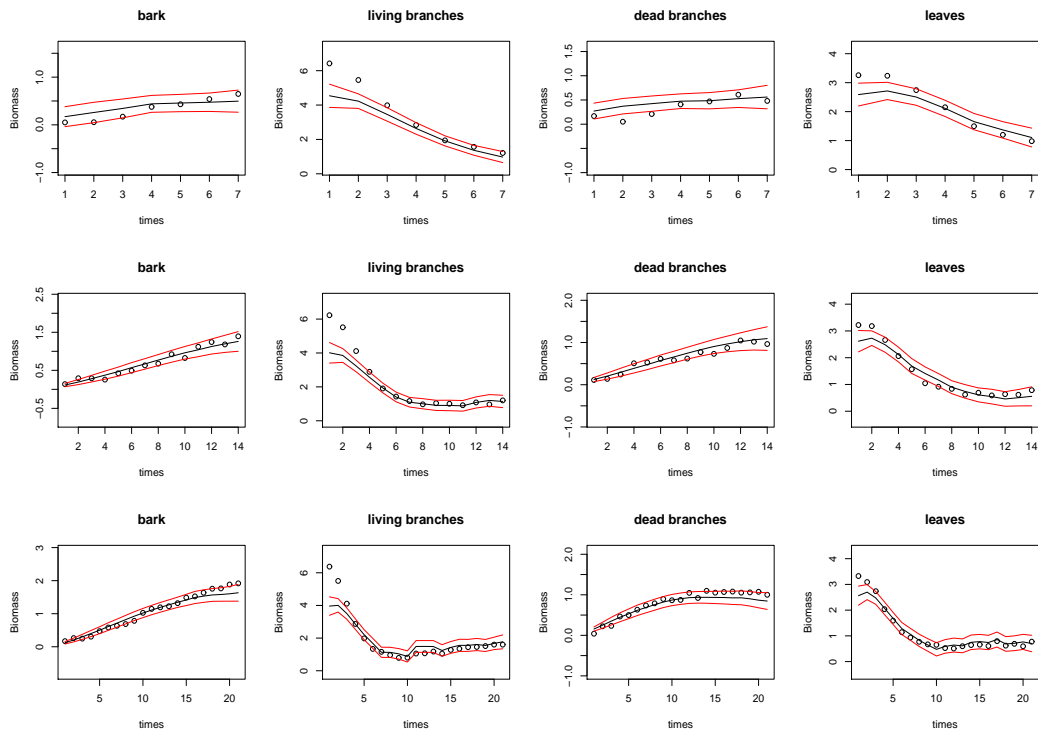 bark
Biomass
1.0
0.0
−1.0
1 2 3 4 5 6 7
times
living branches
Biomass
6
4
2
0
1 2 3 4 5 6 7
times
dead branches
Biomass
1.5
1.0
0.5
0.0
−1.0
1 2 3 4 5 6 7
times
leaves
Biomass
4
3
2
1
0
1 2 3 4 5 6 7
times
bark
Biomass
2.5
1.5
0.5
−0.5
2 4 6 8 10 12 14
times
living branches
Biomass
6
4
2
0
2 4 6 8 10 12 14
times
dead branches
Biomass
2.0
1.0
0.0
−1.0
2 4 6 8 10 12 14
times
leaves
Biomass
4
3
2
1
0
2 4 6 8 10 12 14
times
bark
Biomass
3
2
1
0
5 10 15 20
times
living branches
Biomass
6
4
2
0
5 10 15 20
times
dead branches
Biomass
2.0
1.0
0.0
−1.0
5 10 15 20
times
leaves
Biomass
4
3
2
1
0
5 10 15 20
times